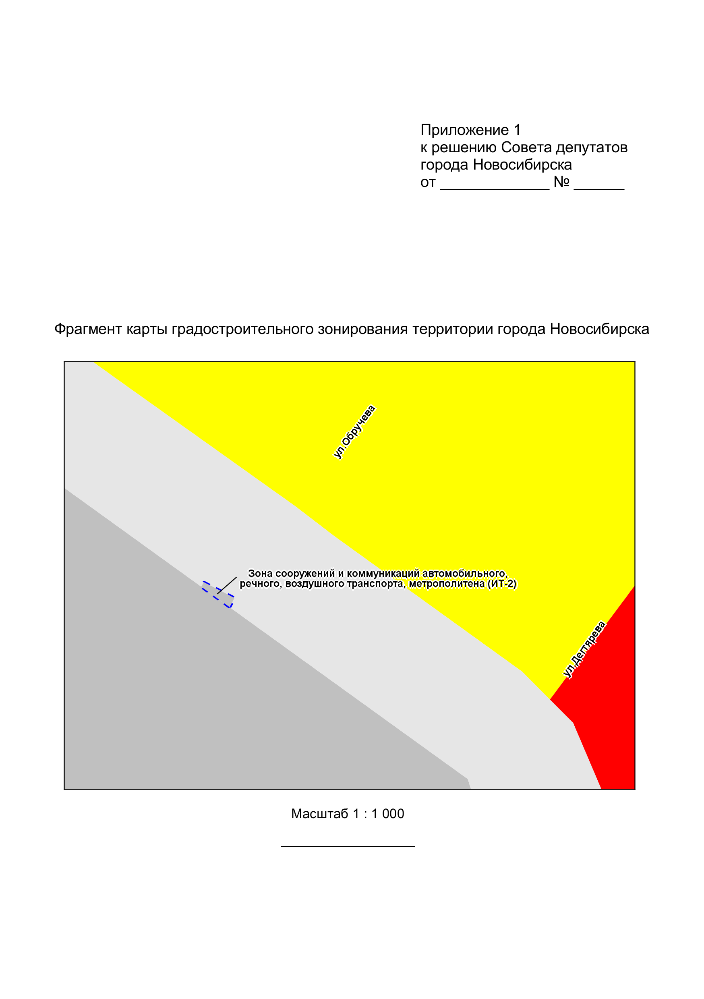 Приложение 1
к решению Совета депутатов
города Новосибирска
от _____________ № ______
Фрагмент карты градостроительного зонирования территории города Новосибирска
ул.Обручева
Зона сооружений и коммуникаций автомобильного,
речного, воздушного транспорта, метрополитена (ИТ-2)
ул.Дегтярева
Масштаб 1 : 1 000